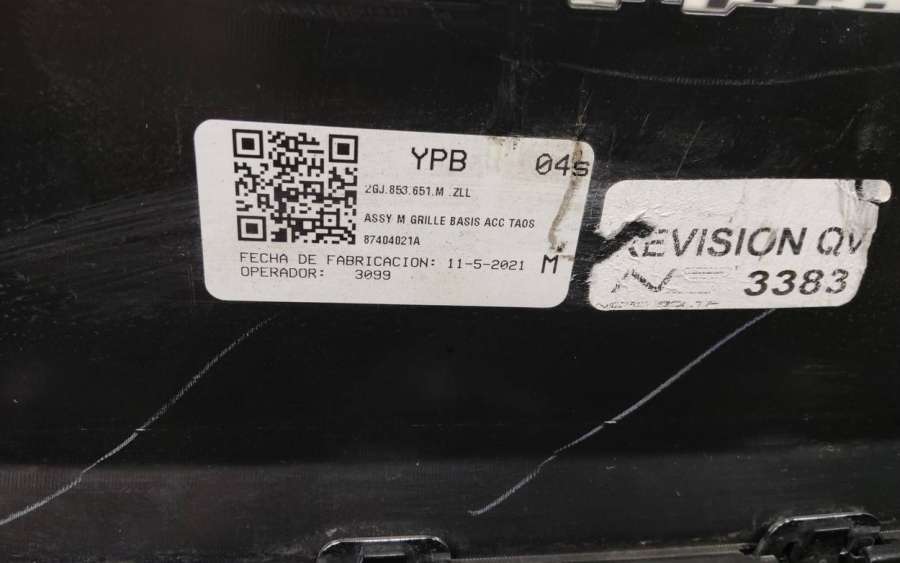 YPB 04s
2GJ.853.651.M .ZLL
ASSY M GRILLE BASIS ACC TAOS
87404021A
FECHA DE FABRICACION: 11-5-2021 M
OPERADOR: 3099
REVISION QV
3383